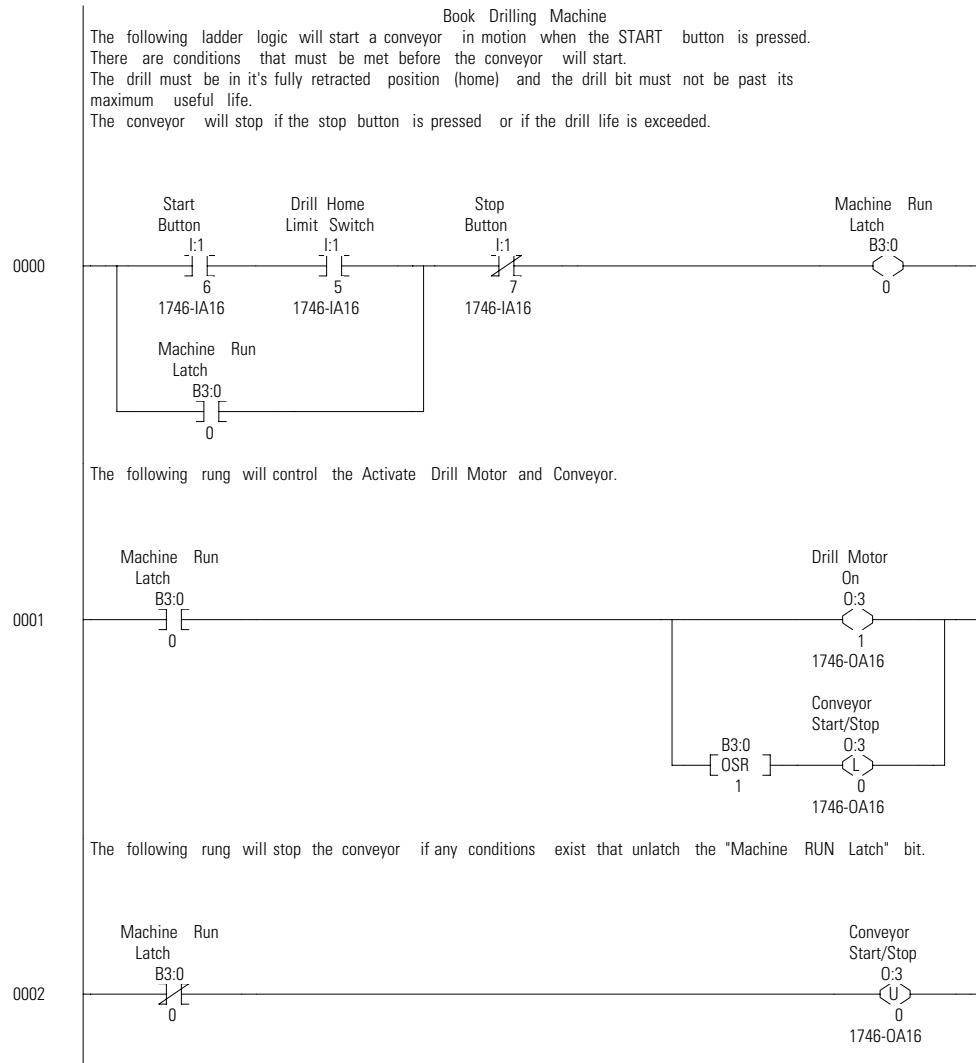 Book Drilling Machine
The following ladder logic will start a conveyor in motion when the START button is pressed.
There are conditions that must be met before the conveyor will start.
The drill must be in it's fully retracted position (home) and the drill bit must not be past its
maximum useful life.
The conveyor will stop if the stop button is pressed or if the drill life is exceeded.
Start Drill Home Stop Machine Run
Button Limit Switch Button Latch
I:1 I:1 I:1 B3:0
0000
6 5 7 0
1746-IA16 1746-IA16 1746-IA16
Machine Run
Latch
B3:0
0
The following rung will control the Activate Drill Motor and Conveyor.
Machine Run Drill Motor
Latch On
B3:0 O:3
0001
0 1
1746-OA16
Conveyor
Start/Stop
B3:0 O:3
OSR L
1 0
1746-OA16
The following rung will stop the conveyor if any conditions exist that unlatch the "Machine RUN Latch" bit.
Machine Run Conveyor
Latch Start/Stop
B3:0 O:3
0002 U
0 0
1746-OA16